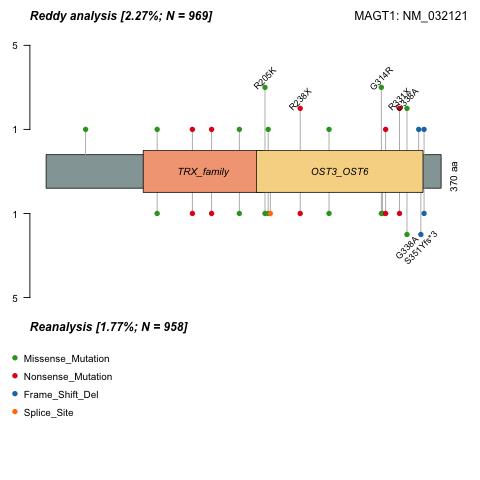 Reddy analysis [2.27%; N = 969]
MAGT1: NM_032121
5
R205K
G314R
R238X
R331X
G338A
1
TRX_family
OST3_OST6
370 aa
1
G338A
S351Yfs*3
5
Reanalysis [1.77%; N = 958]
Missense_Mutation
Nonsense_Mutation
Frame_Shift_Del
Splice_Site